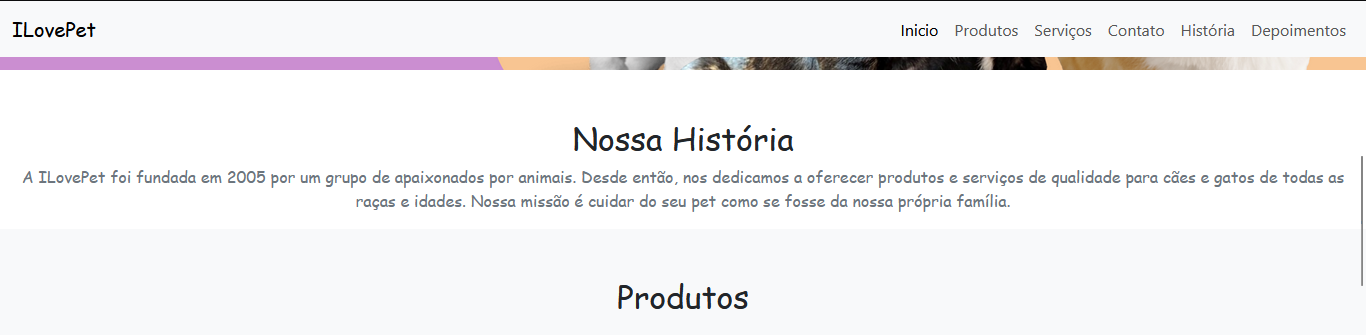 ILovePet
Inicio Produtos Serviços Contato História Depoimentos
Nossa História
A ILovePet foi fundada em 2005 por um grupo de apaixonados por animais. Desde então, nos dedicamos a oferecer produtos e serviços de qualidade para cães e gatos de todas as
raças e idades. Nossa missão é cuidar do seu pet como se fosse da nossa própria família.
Produtos